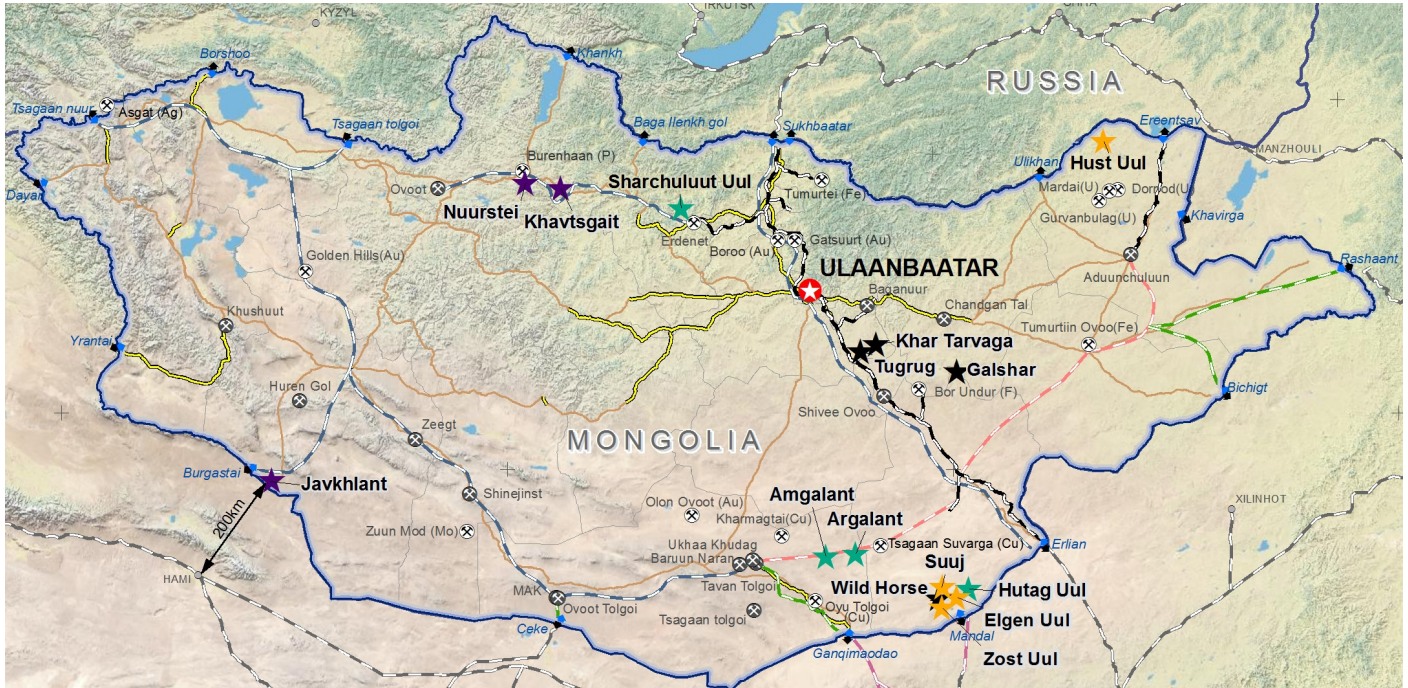 KYZYL
IRKUTSK
CHITA
Borshoo
Khankh
RUSSIA
Tsagaan nuur
Asgat (Ag)
Tsagaan tolgoi
Baga Ilenkh gol
Sukhbaatar
Ereentsav
MANZHOULI
Hust Uul
Ulikhan
Burenhaan (P)
Dayan
Ovoot
Sharchuluut Uul
Tumurtei (Fe)
Mardai(U)
Dornod(U)
Gurvanbulag(U)
Khavirga
Nuurstei
Khavtsgait
Erdenet
Boroo (Au)
Gatsuurt (Au)
Golden Hills(Au)
ULAANBAATAR
Aduunchuluun
Rashaant
Baganuur
Chandgan Tal
Khushuut
Tumurtiin Ovoo(Fe)
Yrantai
Khar Tarvaga
Tugrug
Galshar
Huren Gol
Bor Undur (F)
Bichigt
Shivee Ovoo
Zeegt
MONGOLIA
Burgastai
Javkhlant
Shinejinst
200km
Olon Ovoot (Au)
Amgalant
XILINHOT
Zuun Mod (Mo)
Kharmagtai(Cu)
Argalant
Ukhaa Khudag
Baruun Naran
Tsagaan Suvarga (Cu)
Erlian
HAMI
Suuj
MAK
Tavan Tolgoi
Wild Horse
Hutag Uul
Ovoot Tolgoi
Oyu Tolgoi
(Cu)
Tsagaan tolgoi
Elgen Uul
Ceke
Mandal
Ganqimaodao
Zost Uul